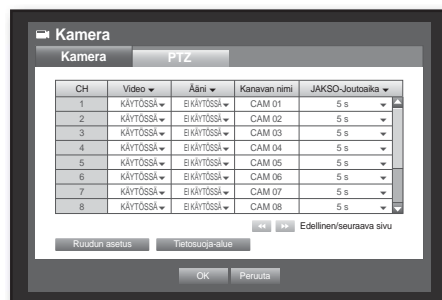 Kamera
Kamera PTZ
CH Video Ääni Kanavan nimi JAKSO-Joutoaika
1 KÄYTÖSSÄ EI KÄYTÖSSÄ CAM 01 5 s
2 KÄYTÖSSÄ EI KÄYTÖSSÄ CAM 02 5 s
3 KÄYTÖSSÄ EI KÄYTÖSSÄ CAM 03 5 s
4 KÄYTÖSSÄ EI KÄYTÖSSÄ CAM 04 5 s
5 KÄYTÖSSÄ EI KÄYTÖSSÄ CAM 05 5 s
6 KÄYTÖSSÄ EI KÄYTÖSSÄ CAM 06 5 s
7 KÄYTÖSSÄ EI KÄYTÖSSÄ CAM 07 5 s
8 KÄYTÖSSÄ EI KÄYTÖSSÄ CAM 08 5 s
Edellinen/seuraava sivu
Ruudun asetus Tietosuoja-alue
OK Peruuta